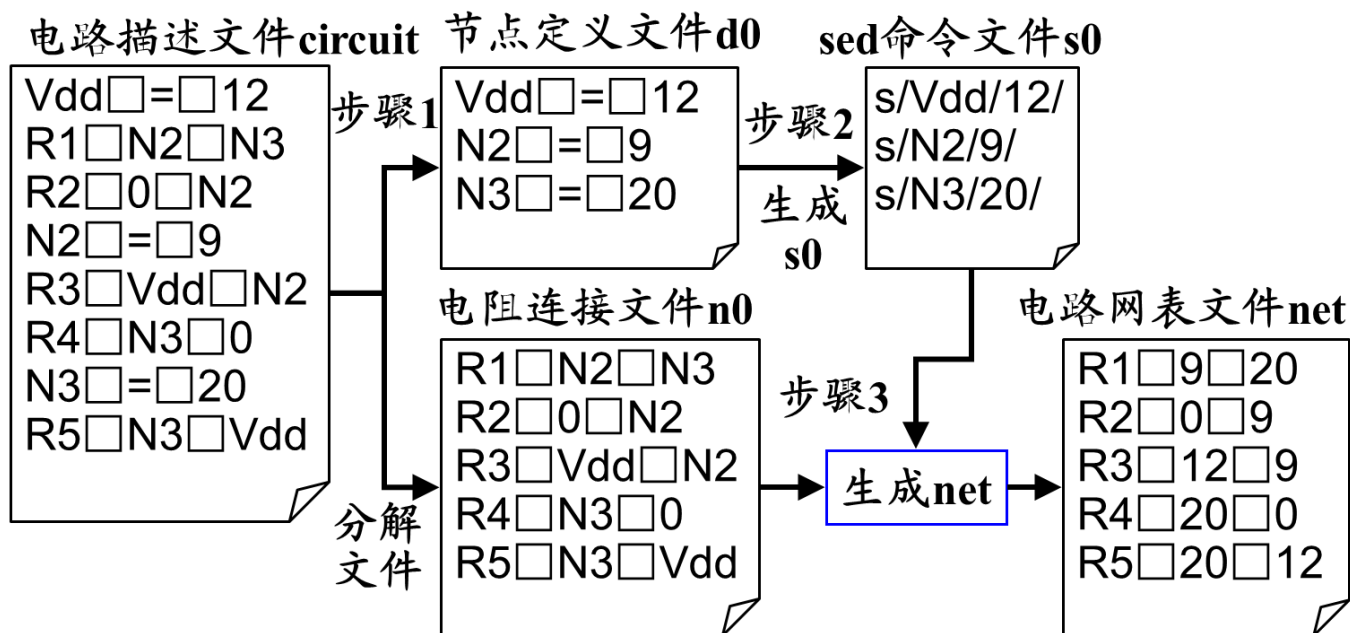 电路描述文件circuit
Vdd□=□12
R1□N2□N3
R2□0□N2
N2□=□9
R3□Vdd□N2
R4□N3□0
N3□=□20
R5□N3□Vdd
步骤1
分解
文件
节点定义文件d0
Vdd□=□12
N2□=□9
N3□=□20
步骤2
生成
s0
sed命令文件s0
s/Vdd/12/
s/N2/9/
s/N3/20/
电阻连接文件n0
R1□N2□N3
R2□0□N2
R3□Vdd□N2
R4□N3□0
R5□N3□Vdd
步骤3
生成net
电路网表文件net
R1□9□20
R2□0□9
R3□12□9
R4□20□0
R5□20□12